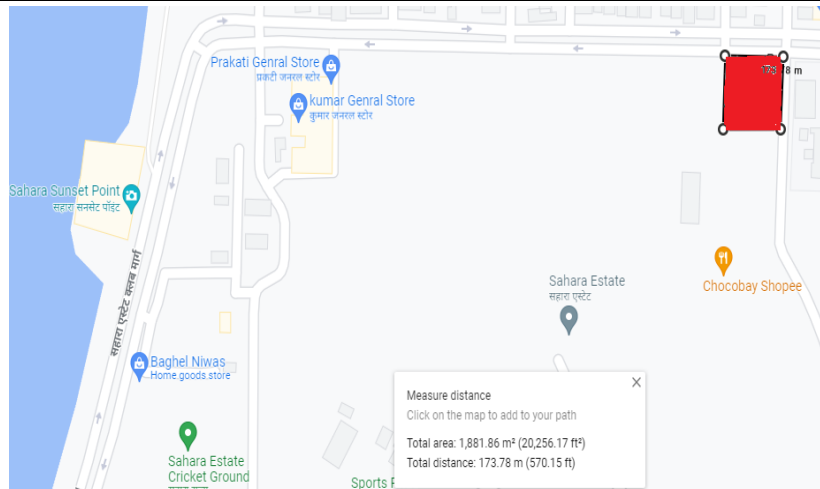 Prakati Genral Store
प्रकटी जनरल स्टोर
kumar Genral Store
कुमार जनरल स्टोर
Sahara Sunset Point
सहारा सनसेट पॉइंट
सहारा एस्टेट क्लब मार्ग
Sahara Estate
सहारा एस्टेट
Chocobay Shopee
Baghel Niwas
Home goods store
Measure distance
Click on the map to add to your path
Total area: 1,881.86 m² (20,256.17 ft²)
Total distance: 173.78 m (570.15 ft)
Sahara Estate
Cricket Ground
Sports